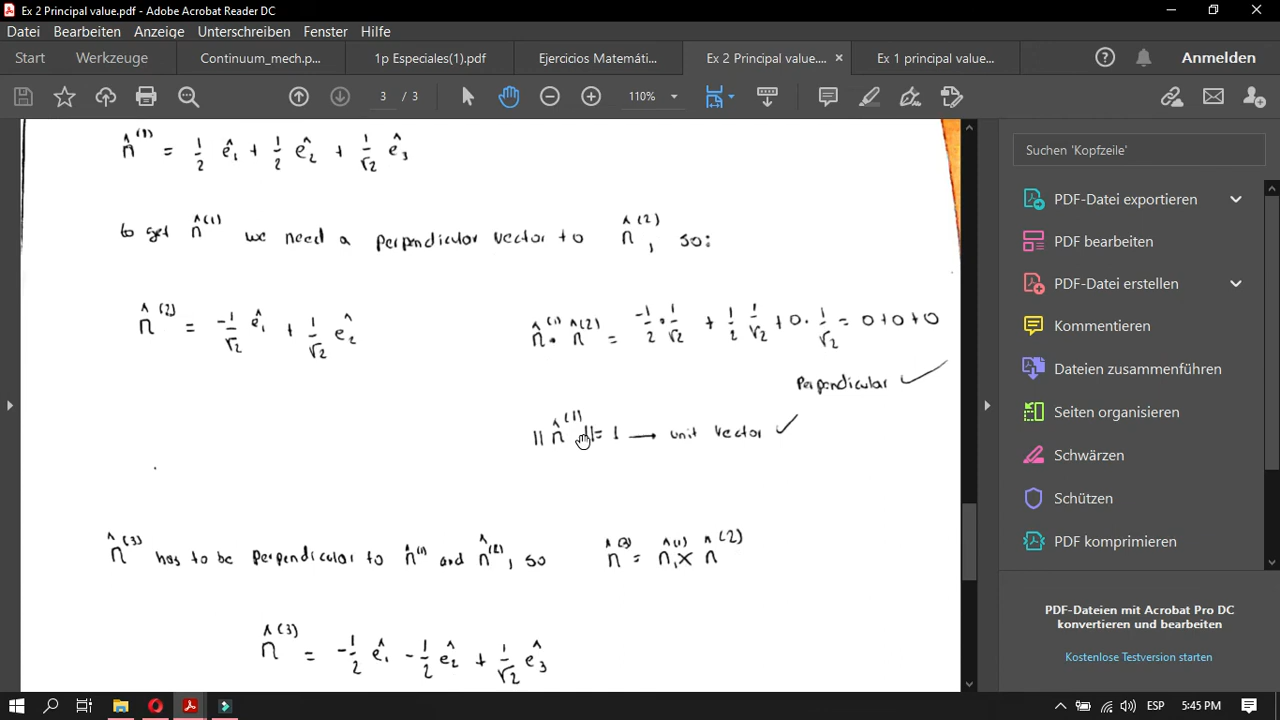 Ex 2 Principal value.pdf - Adobe Acrobat Reader DC
Datei Bearbeiten Anzeige Unterschreiben Fenster Hilfe
Start Werkzeuge Continuum_mech.p... 1p Especiales(1).pdf Ejercicios Matemáti... Ex 2 Principal value.... × Ex 1 principal value... Anmelden
3 / 3 110%
n̂⁽¹⁾ = 1/2 ê₁ + 1/2 ê₂ + 1/√2 ê₃
to get n̂⁽¹⁾ we need a perpendicular vector to n̂⁽²⁾, so:
n̂⁽²⁾ = -1/√2 ê₁ + 1/√2 ê₂
n̂⁽¹⁾ · n̂⁽²⁾ = -1/2 · 1/√2 + 1/2 1/√2 + 0 · 1/√2 = 0+0+0
Perpendicular ✓
||n̂⁽¹⁾|| = 1 → unit vector ✓
n̂⁽³⁾ has to be perpendicular to n̂⁽¹⁾ and n̂⁽²⁾, so n̂⁽³⁾ = n̂⁽¹⁾ × n̂⁽²⁾
n̂⁽³⁾ = -1/2 ê₁ - 1/2 ê₂ + 1/√2 ê₃
Suchen 'Kopfzeile'
PDF-Datei exportieren
PDF bearbeiten
PDF-Datei erstellen
Kommentieren
Dateien zusammenführen
Seiten organisieren
Schwärzen
Schützen
PDF komprimieren
PDF-Dateien mit Acrobat Pro DC
konvertieren und bearbeiten
Kostenlose Testversion starten
ESP 5:45 PM